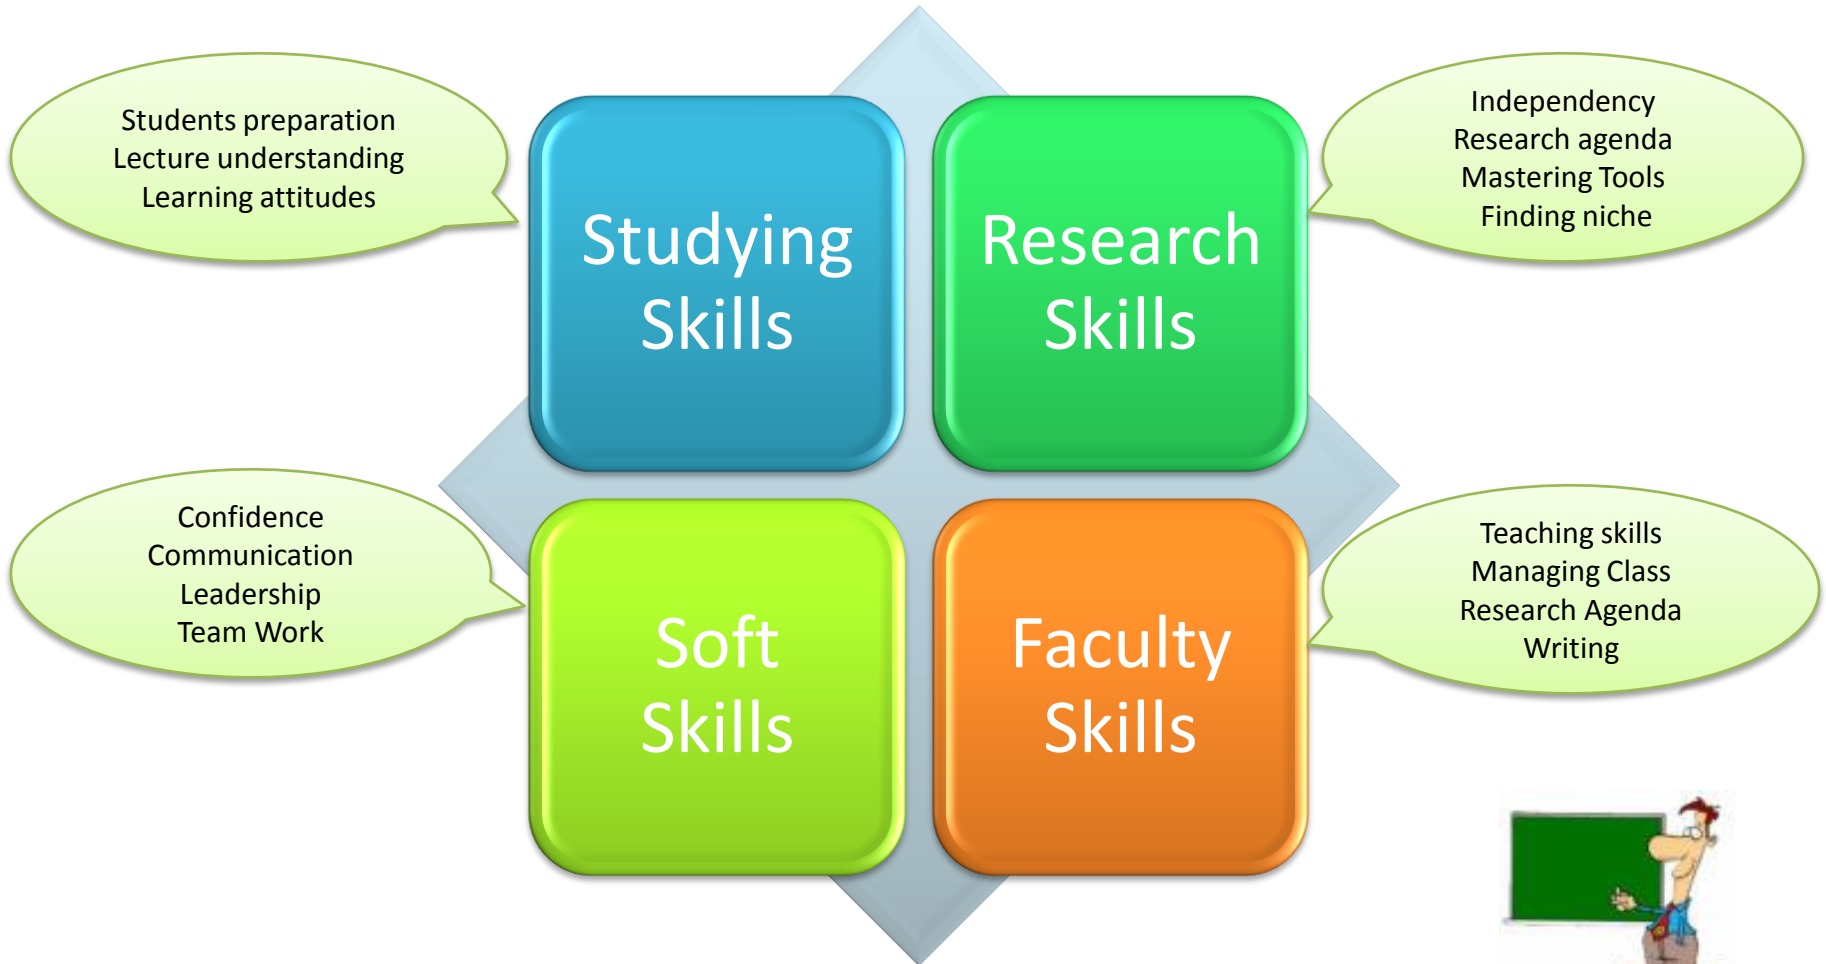 Students preparation
Lecture understanding
Learning attitudes
Studying
Skills
Research
Skills
Independency
Research agenda
Mastering Tools
Finding niche
Confidence
Communication
Leadership
Team Work
Soft
Skills
Faculty
Skills
Teaching skills
Managing Class
Research Agenda
Writing